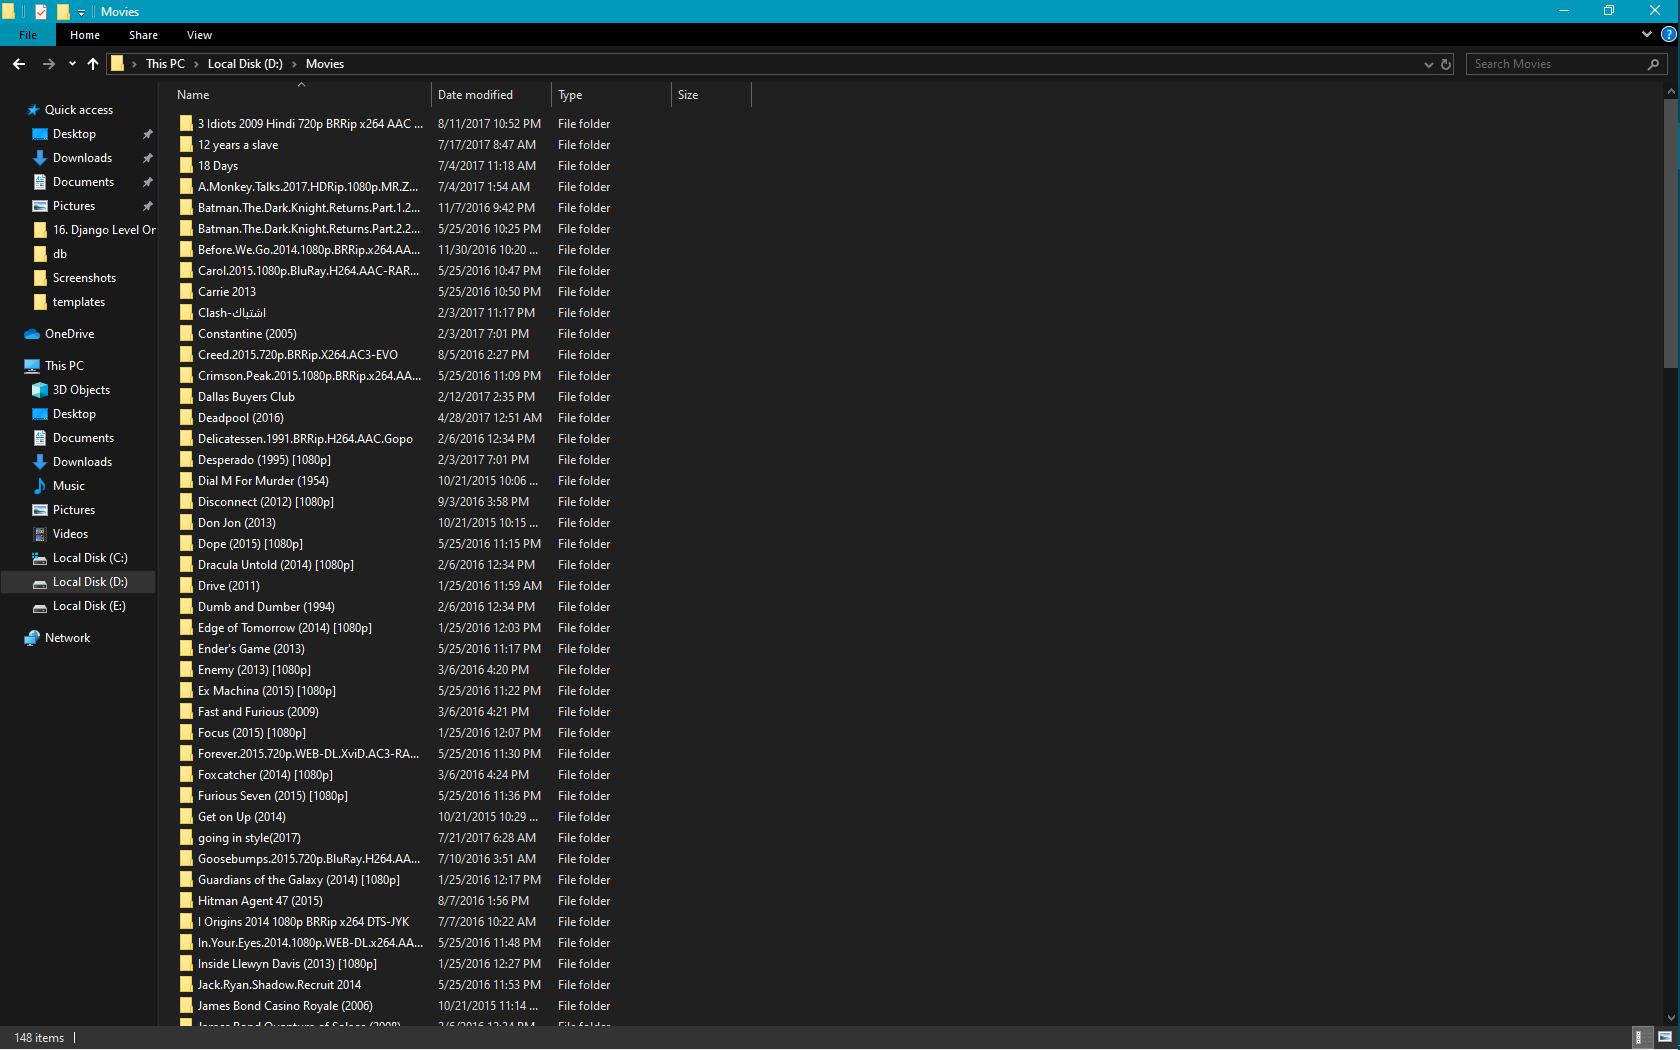 Movies
File Home Share View
This PC Local Disk (D:) Movies Search Movies
Name Date modified Type Size
Quick access
Desktop
Downloads
Documents
Pictures
16. Django Level On
db
Screenshots
templates
OneDrive
This PC
3D Objects
Desktop
Documents
Downloads
Music
Pictures
Videos
Local Disk (C:)
Local Disk (D:)
Local Disk (E:)
Network
3 Idiots 2009 Hindi 720p BRRip x264 AAC ... 8/11/2017 10:52 PM File folder
12 years a slave 7/17/2017 8:47 AM File folder
18 Days 7/4/2017 11:18 AM File folder
A.Monkey.Talks.2017.HDRip.1080p.MR.Z... 7/4/2017 1:54 AM File folder
Batman.The.Dark.Knight.Returns.Part.1.2... 11/7/2016 9:42 PM File folder
Batman.The.Dark.Knight.Returns.Part.2.2... 5/25/2016 10:25 PM File folder
Before.We.Go.2014.1080p.BRRip.x264.AA... 11/30/2016 10:20 ... File folder
Carol.2015.1080p.BluRay.H264.AAC-RAR... 5/25/2016 10:47 PM File folder
Carrie 2013 5/25/2016 10:50 PM File folder
Clash-اشتباك 2/3/2017 11:17 PM File folder
Constantine (2005) 2/3/2017 7:01 PM File folder
Creed.2015.720p.BRRip.X264.AC3-EVO 8/5/2016 2:27 PM File folder
Crimson.Peak.2015.1080p.BRRip.x264.AA... 5/25/2016 11:09 PM File folder
Dallas Buyers Club 2/12/2017 2:35 PM File folder
Deadpool (2016) 4/28/2017 12:51 AM File folder
Delicatessen.1991.BRRip.H264.AAC.Gopo 2/6/2016 12:34 PM File folder
Desperado (1995) [1080p] 2/3/2017 7:01 PM File folder
Dial M For Murder (1954) 10/21/2015 10:06 ... File folder
Disconnect (2012) [1080p] 9/3/2016 3:58 PM File folder
Don Jon (2013) 10/21/2015 10:15 ... File folder
Dope (2015) [1080p] 5/25/2016 11:15 PM File folder
Dracula Untold (2014) [1080p] 2/6/2016 12:34 PM File folder
Drive (2011) 1/25/2016 11:59 AM File folder
Dumb and Dumber (1994) 2/6/2016 12:34 PM File folder
Edge of Tomorrow (2014) [1080p] 1/25/2016 12:03 PM File folder
Ender's Game (2013) 5/25/2016 11:17 PM File folder
Enemy (2013) [1080p] 3/6/2016 4:20 PM File folder
Ex Machina (2015) [1080p] 5/25/2016 11:22 PM File folder
Fast and Furious (2009) 3/6/2016 4:21 PM File folder
Focus (2015) [1080p] 1/25/2016 12:07 PM File folder
Forever.2015.720p.WEB-DL.XviD.AC3-RA... 5/25/2016 11:30 PM File folder
Foxcatcher (2014) [1080p] 3/6/2016 4:24 PM File folder
Furious Seven (2015) [1080p] 5/25/2016 11:36 PM File folder
Get on Up (2014) 10/21/2015 10:29 ... File folder
going in style(2017) 7/21/2017 6:28 AM File folder
Goosebumps.2015.720p.BluRay.H264.AA... 7/10/2016 3:51 AM File folder
Guardians of the Galaxy (2014) [1080p] 1/25/2016 12:17 PM File folder
Hitman Agent 47 (2015) 8/7/2016 1:56 PM File folder
I Origins 2014 1080p BRRip x264 DTS-JYK 7/7/2016 10:22 AM File folder
In.Your.Eyes.2014.1080p.WEB-DL.x264.AA... 5/25/2016 11:48 PM File folder
Inside Llewyn Davis (2013) [1080p] 1/25/2016 12:27 PM File folder
Jack.Ryan.Shadow.Recruit 2014 5/25/2016 11:53 PM File folder
James Bond Casino Royale (2006) 10/21/2015 11:14 ... File folder
James Bond Quantum of Solace (2008) 2/6/2016 12:34 PM File folder
148 items